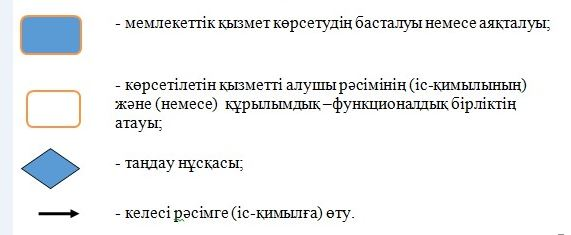 - мемлекеттік қызмет көрсетудің басталуы немесе аяқталуы;
- көрсетілетін қызметті алушы рәсімінің (іс-қимылының)
және (немесе) құрылымдық –функционалдық бірліктің
атауы;
- таңдау нұсқасы;
- келесі рәсімге (іс-қимылға) өту.